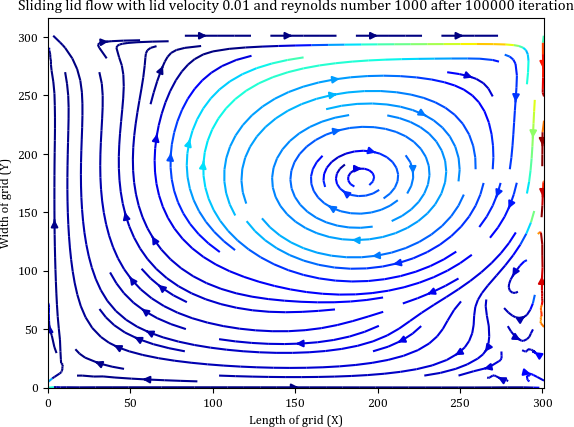 Sliding lid flow with lid velocity 0.01 and reynolds number 1000 after 100000 iteration
300
250
200
150
100
50
0
Width of grid (Y)
0 50 100 150 200 250 300
Length of grid (X)